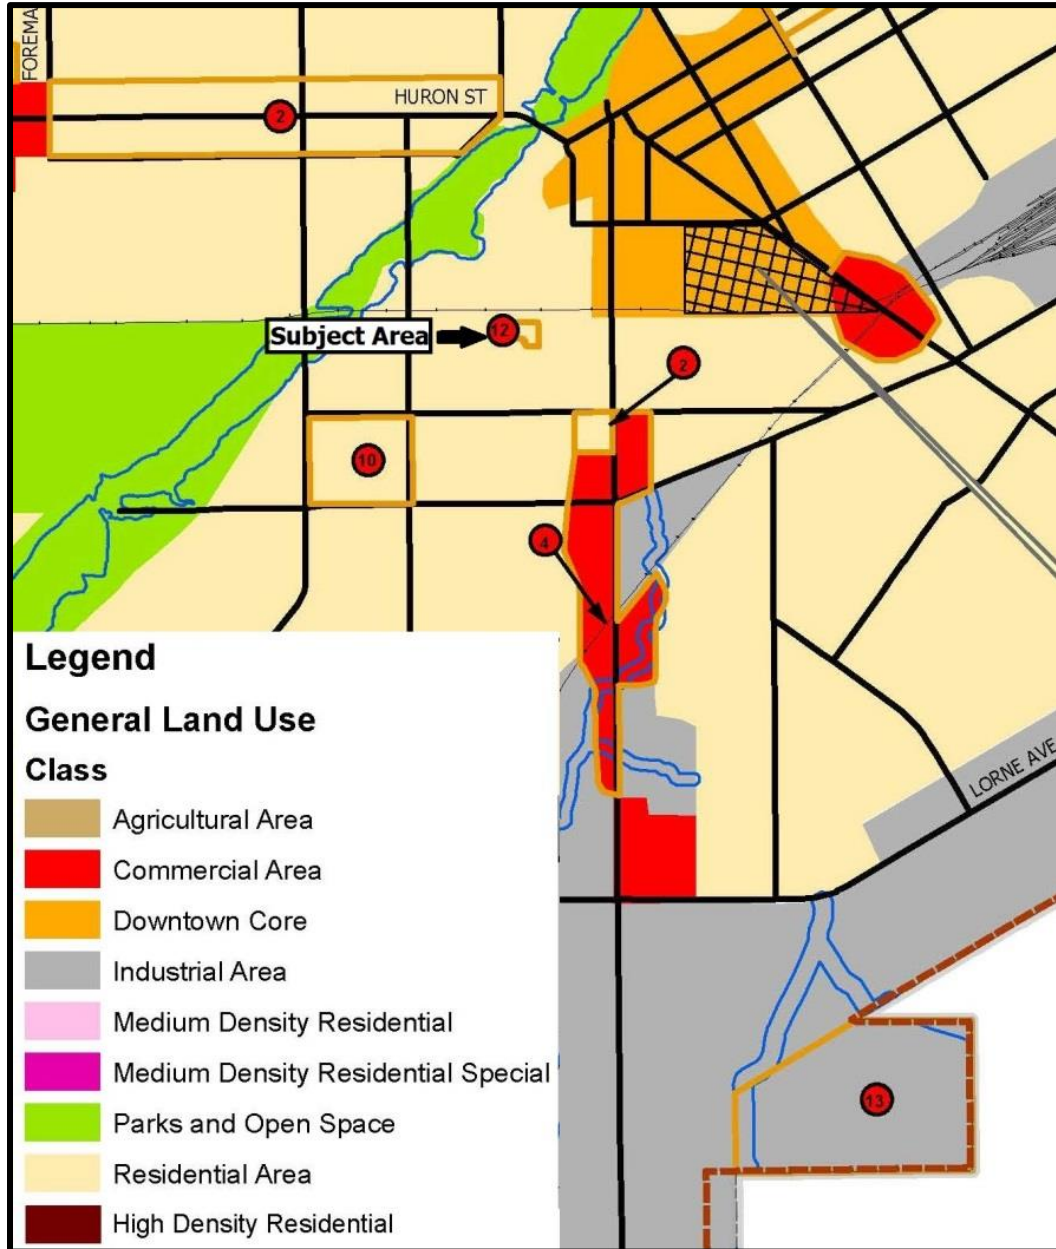 FOREMA
HURON ST
2
Subject Area
12
2
10
4
LORNE AVE
13
Legend
General Land Use
Class
Agricultural Area
Commercial Area
Downtown Core
Industrial Area
Medium Density Residential
Medium Density Residential Special
Parks and Open Space
Residential Area
High Density Residential